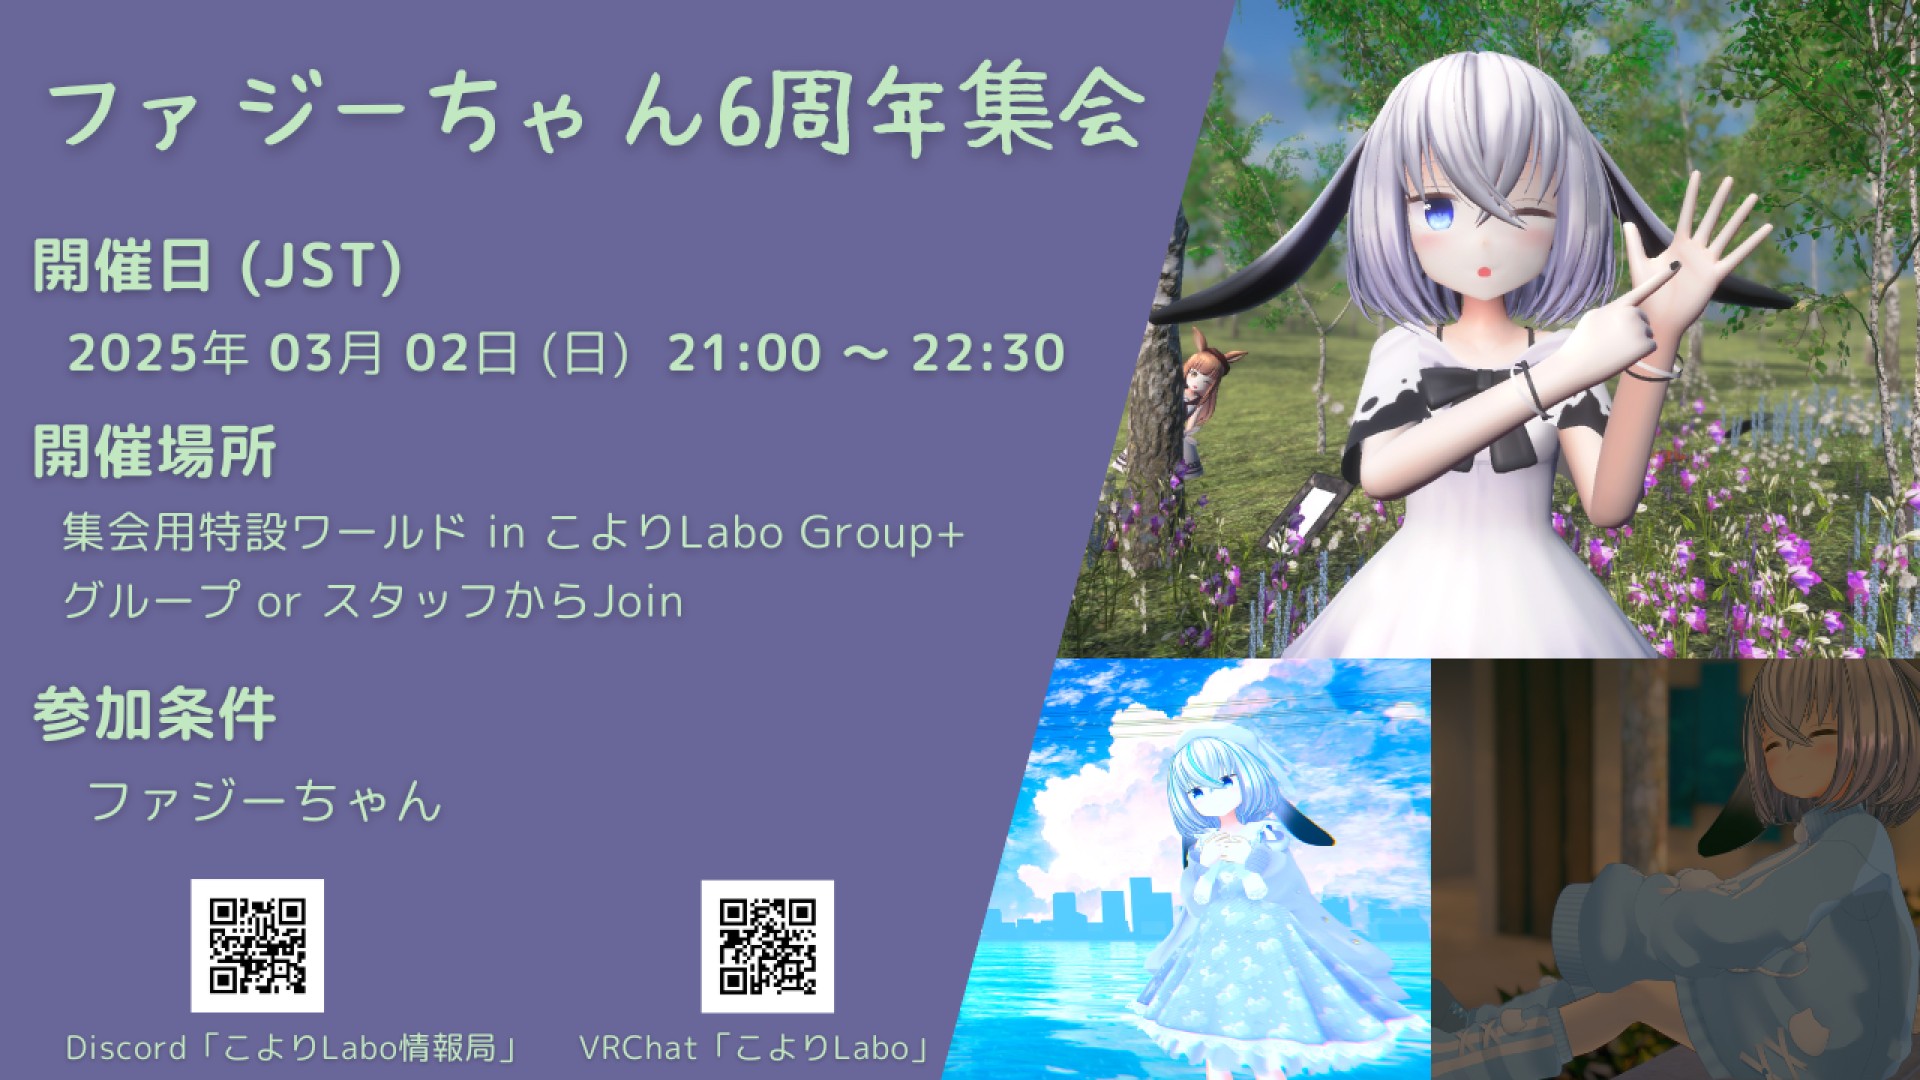 ファジーちゃん6周年集会
開催日 (JST)
2025年 03月 02日 (日) 21:00 ～ 22:30
開催場所
集会用特設ワールド in こよりLabo Group+
グループ or スタッフからJoin
参加条件
ファジーちゃん
Discord「こよりLabo情報局」
VRChat「こよりLabo」